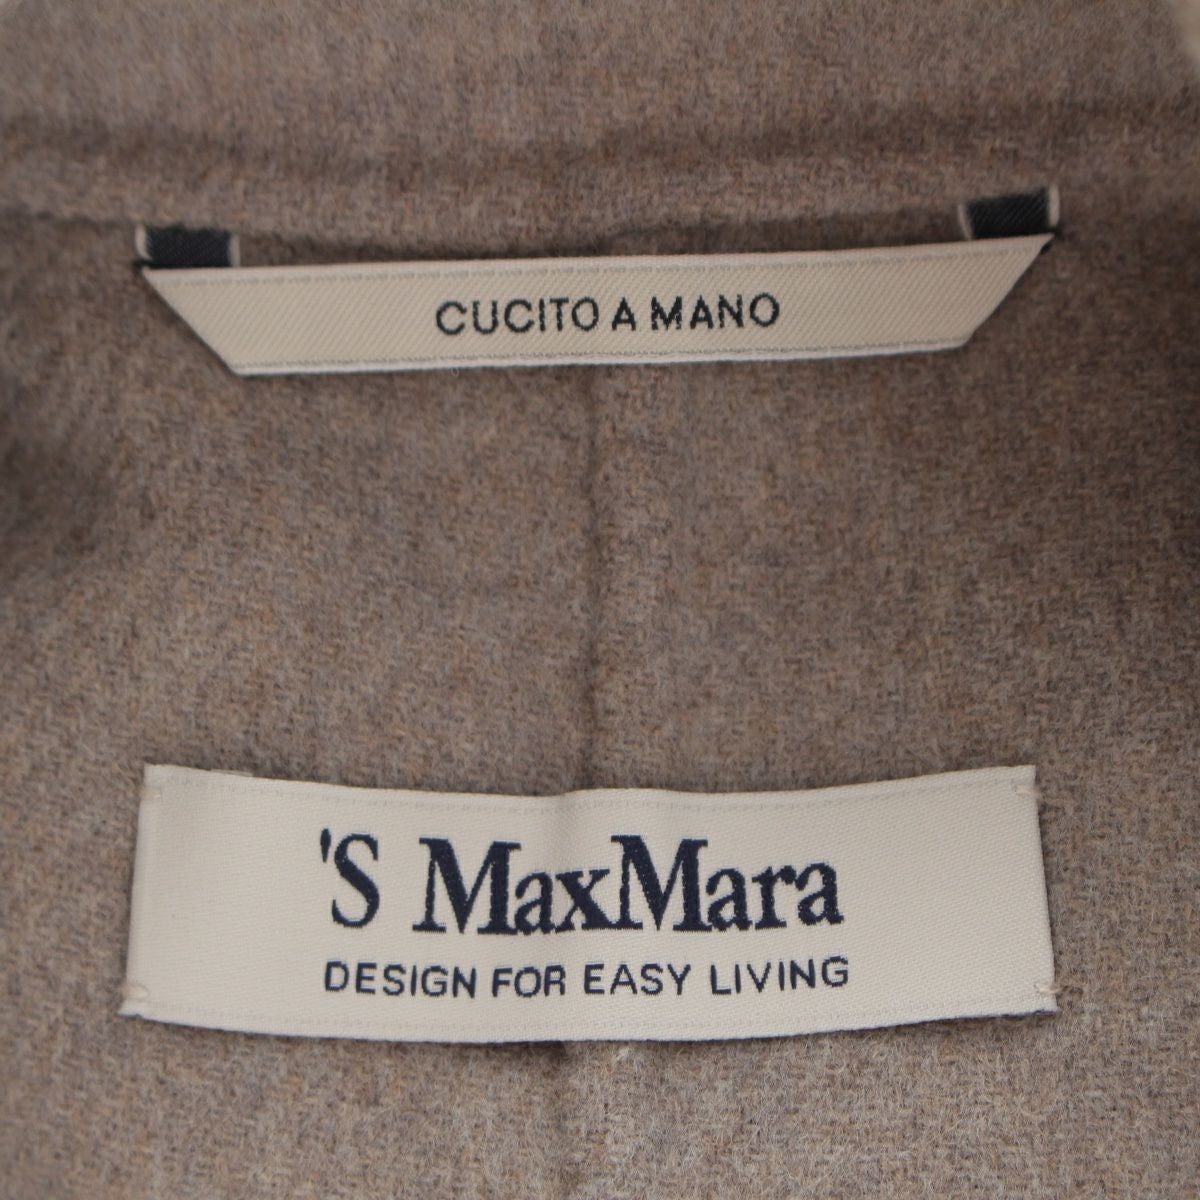 CUCITO A MANO
'S MaxMara
DESIGN FOR EASY LIVING